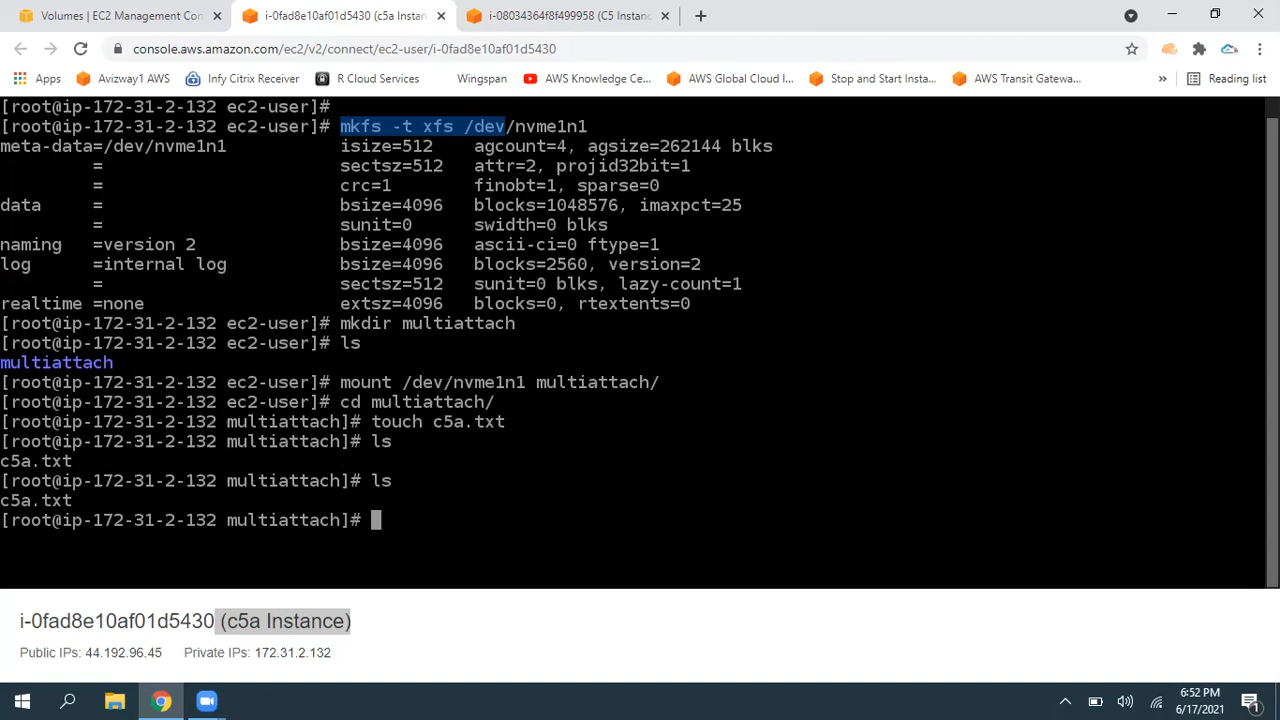 Volumes | EC2 Management Con
i-0fad8e10af01d5430 (c5a Instan
i-08034364f8f499958 (C5 Instanc
console.aws.amazon.com/ec2/v2/connect/ec2-user/i-0fad8e10af01d5430
Apps
Avizway1 AWS
Infy Citrix Receiver
R Cloud Services
Wingspan
AWS Knowledge Ce...
AWS Global Cloud I...
Stop and Start Insta...
AWS Transit Gatewa...
»
Reading list
[root@ip-172-31-2-132 ec2-user]#
[root@ip-172-31-2-132 ec2-user]# mkfs -t xfs /dev/nvme1n1
meta-data=/dev/nvme1n1 isize=512 agcount=4, agsize=262144 blks
= sectsz=512 attr=2, projid32bit=1
= crc=1 finobt=1, sparse=0
data = bsize=4096 blocks=1048576, imaxpct=25
= sunit=0 swidth=0 blks
naming =version 2 bsize=4096 ascii-ci=0 ftype=1
log =internal log bsize=4096 blocks=2560, version=2
= sectsz=512 sunit=0 blks, lazy-count=1
realtime =none extsz=4096 blocks=0, rtextents=0
[root@ip-172-31-2-132 ec2-user]# mkdir multiattach
[root@ip-172-31-2-132 ec2-user]# ls
multiattach
[root@ip-172-31-2-132 ec2-user]# mount /dev/nvme1n1 multiattach/
[root@ip-172-31-2-132 ec2-user]# cd multiattach/
[root@ip-172-31-2-132 multiattach]# touch c5a.txt
[root@ip-172-31-2-132 multiattach]# ls
c5a.txt
[root@ip-172-31-2-132 multiattach]# ls
c5a.txt
[root@ip-172-31-2-132 multiattach]#
i-0fad8e10af01d5430 (c5a Instance)
Public IPs: 44.192.96.45 Private IPs: 172.31.2.132
6:52 PM
6/17/2021
1